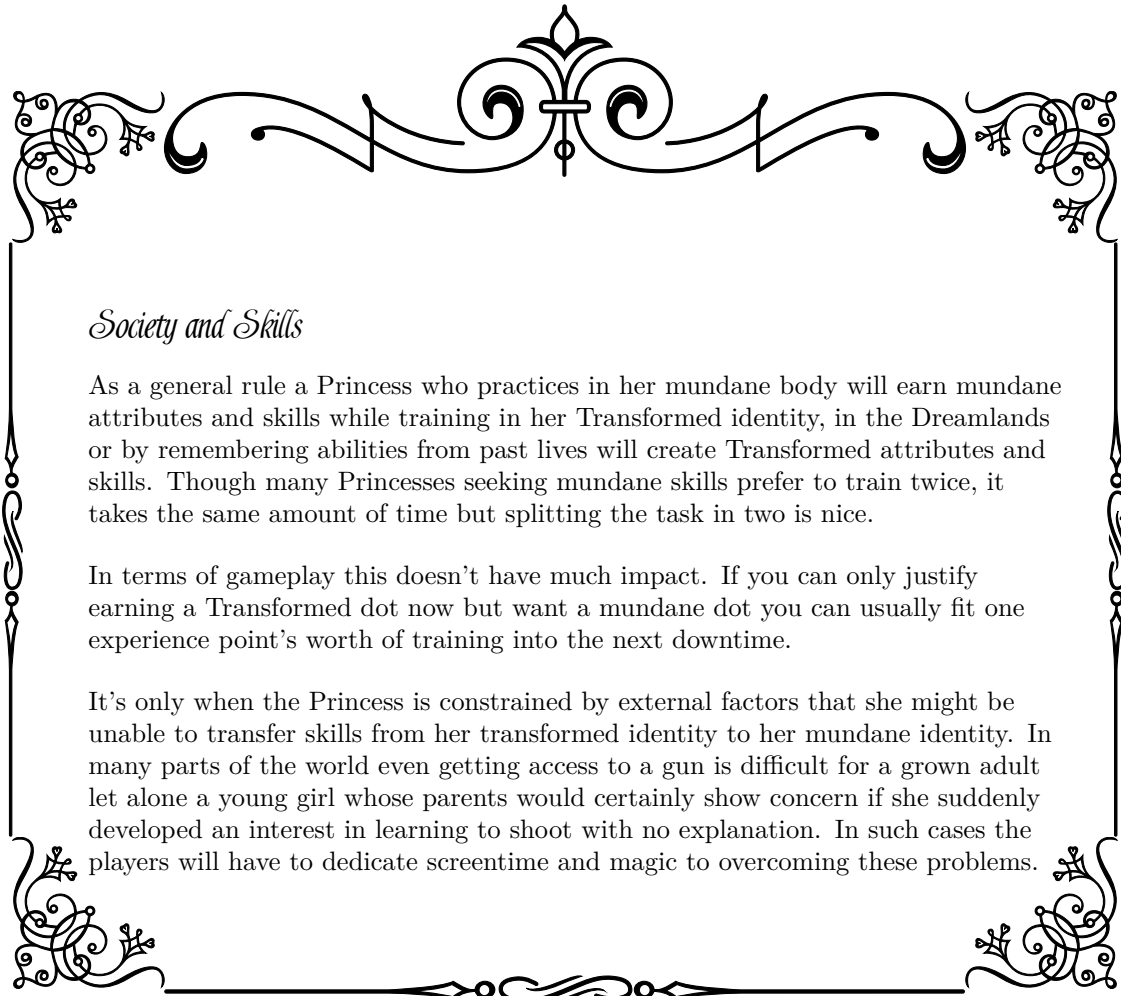 Society and Skills
As a general rule a Princess who practices in her mundane body will earn mundane
attributes and skills while training in her Transformed identity, in the Dreamlands
or by remembering abilities from past lives will create Transformed attributes and
skills. Though many Princesses seeking mundane skills prefer to train twice, it
takes the same amount of time but splitting the task in two is nice.
In terms of gameplay this doesn't have much impact. If you can only justify
earning a Transformed dot now but want a mundane dot you can usually fit one
experience point's worth of training into the next downtime.
It's only when the Princess is constrained by external factors that she might be
unable to transfer skills from her transformed identity to her mundane identity. In
many parts of the world even getting access to a gun is difficult for a grown adult
let alone a young girl whose parents would certainly show concern if she suddenly
developed an interest in learning to shoot with no explanation. In such cases the
players will have to dedicate screentime and magic to overcoming these problems.